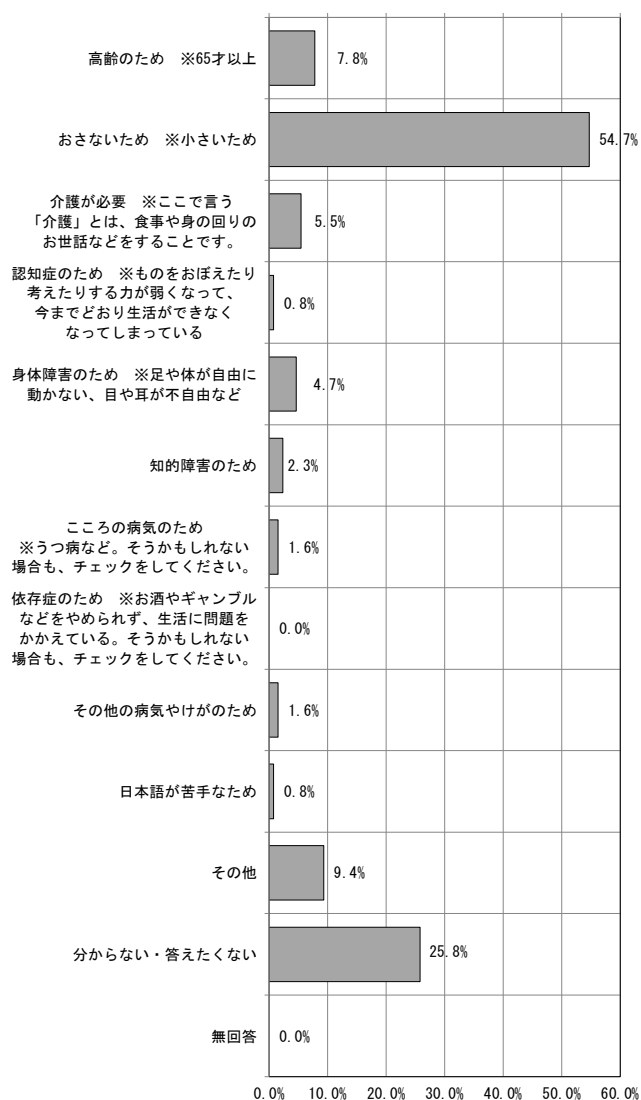 高齢のため　※65才以上
7.8%
おさないため　※小さいため
54.7%
介護が必要　※ここで言う
「介護」とは、食事や身の回りの
お世話などをすることです。
5.5%
認知症のため　※ものをおぼえたり
考えたりする力が弱くなって、
今までどおり生活ができなく
なってしまっている
0.8%
身体障害のため　※足や体が自由に
動かない、目や耳が不自由など
4.7%
知的障害のため
2.3%
こころの病気のため
※うつ病など。そうかもしれない
場合も、チェックをしてください。
1.6%
依存症のため　※お酒やギャンブル
などをやめられず、生活に問題を
かかえている。そうかもしれない
場合も、チェックをしてください。
0.0%
その他の病気やけがのため
1.6%
日本語が苦手なため
0.8%
その他
9.4%
分からない・答えたくない
25.8%
無回答
0.0%
0.0% 10.0% 20.0% 30.0% 40.0% 50.0% 60.0%